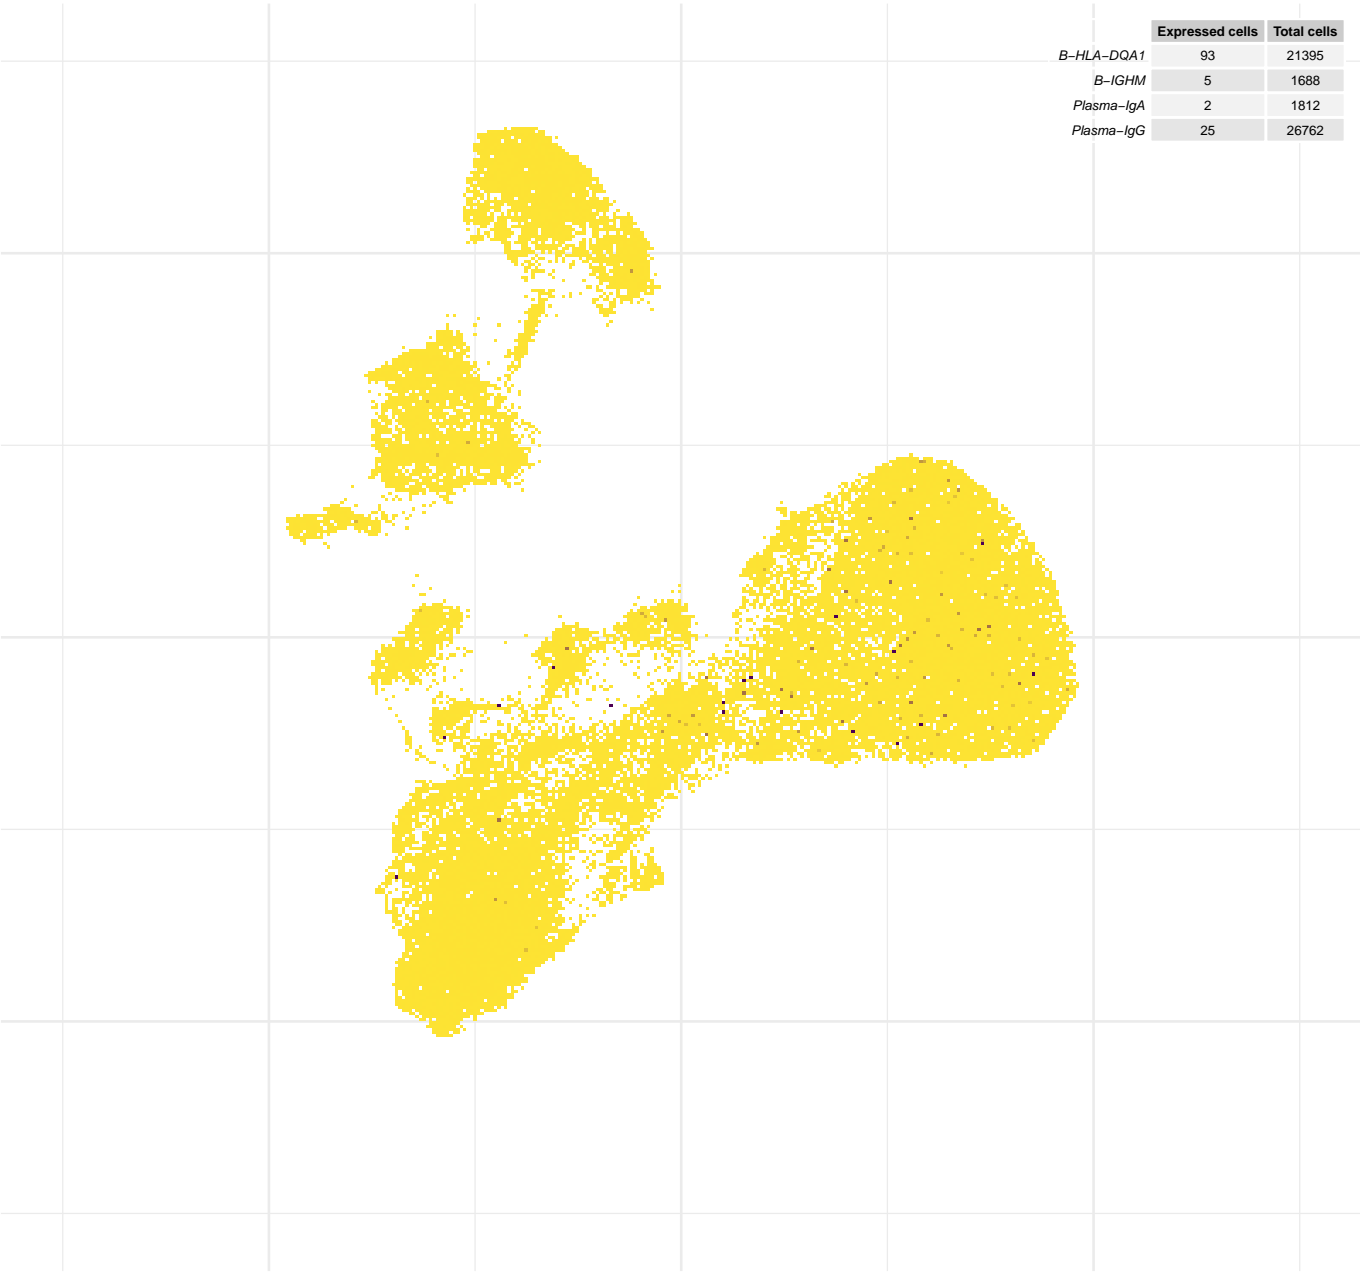 Expressed cells Total cells
B−HLA−DQA1 93 21395
B−IGHM 5 1688
Plasma−IgA 2 1812
Plasma−IgG 25 26762